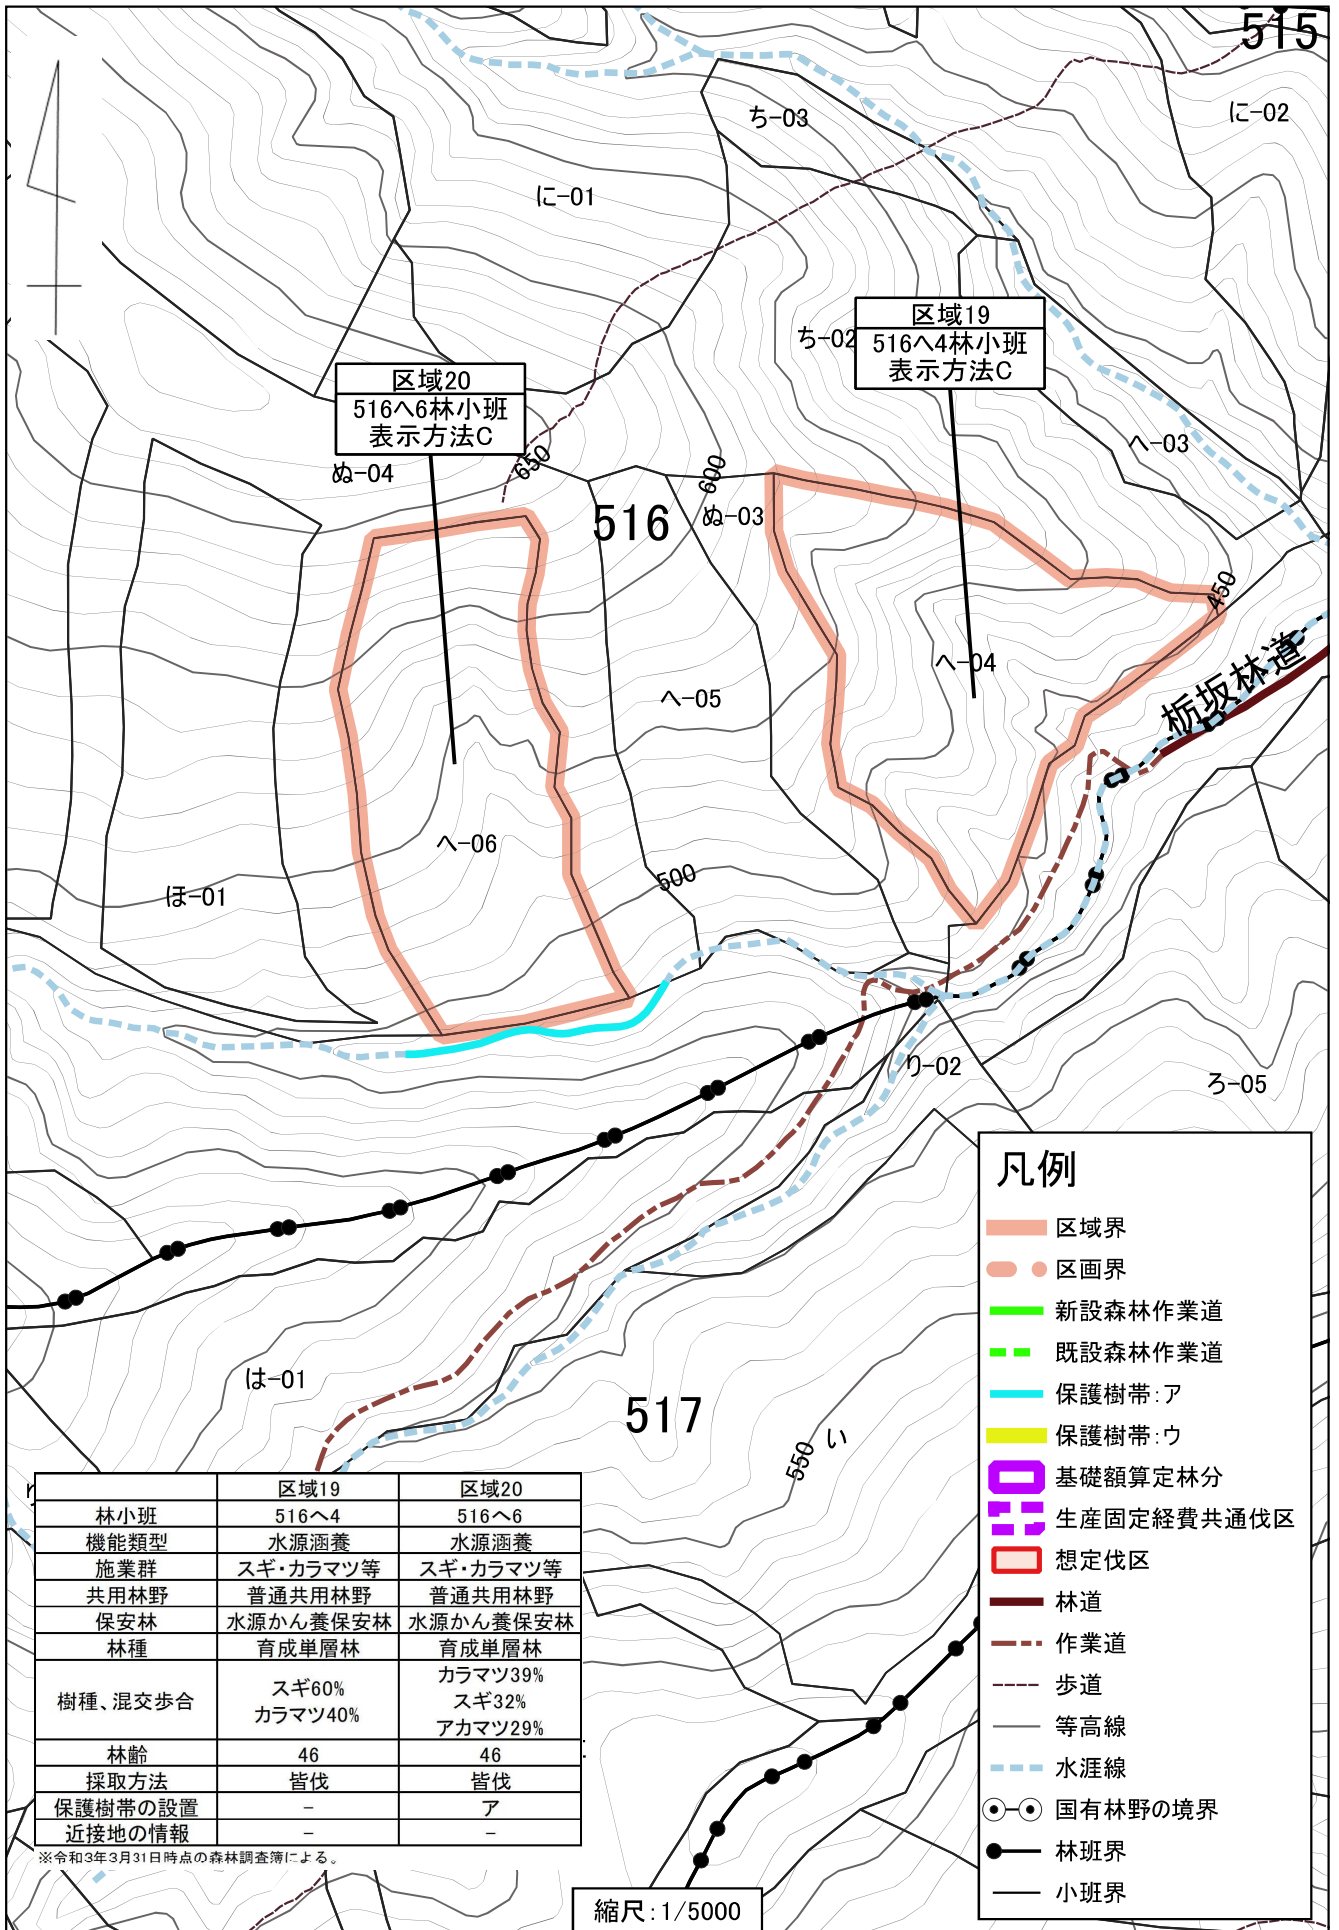 515
ち-03
に-02
に-01
区域19
516へ4林小班
表示方法C
ち-02
区域20
516へ6林小班
表示方法C
へ-03
650
600
ぬ-04
516
ぬ-03
450
へ-04
栃坂林道
へ-05
へ-06
500
ほ-01
り-02
ろ-05
は-01
517
550
い
凡例
区域界
区画界
新設森林作業道
既設森林作業道
保護樹帯:ア
保護樹帯:ウ
基礎額算定林分
生産固定経費共通伐区
想定伐区
林道
作業道
歩道
等高線
水涯線
国有林野の境界
林班界
小班界
区域19 区域20
林小班 516へ4 516へ6
機能類型 水源涵養 水源涵養
施業群 スギ・カラマツ等 スギ・カラマツ等
共用林野 普通共用林野 普通共用林野
保安林 水源かん養保安林 水源かん養保安林
林種 育成単層林 育成単層林
樹種、混交歩合 スギ60% カラマツ40% カラマツ39% スギ32% アカマツ29%
林齢 46 46
採取方法 皆伐 皆伐
保護樹帯の設置 - ア
近接地の情報 - -
※令和3年3月31日時点の森林調査簿による。
縮尺:1/5000